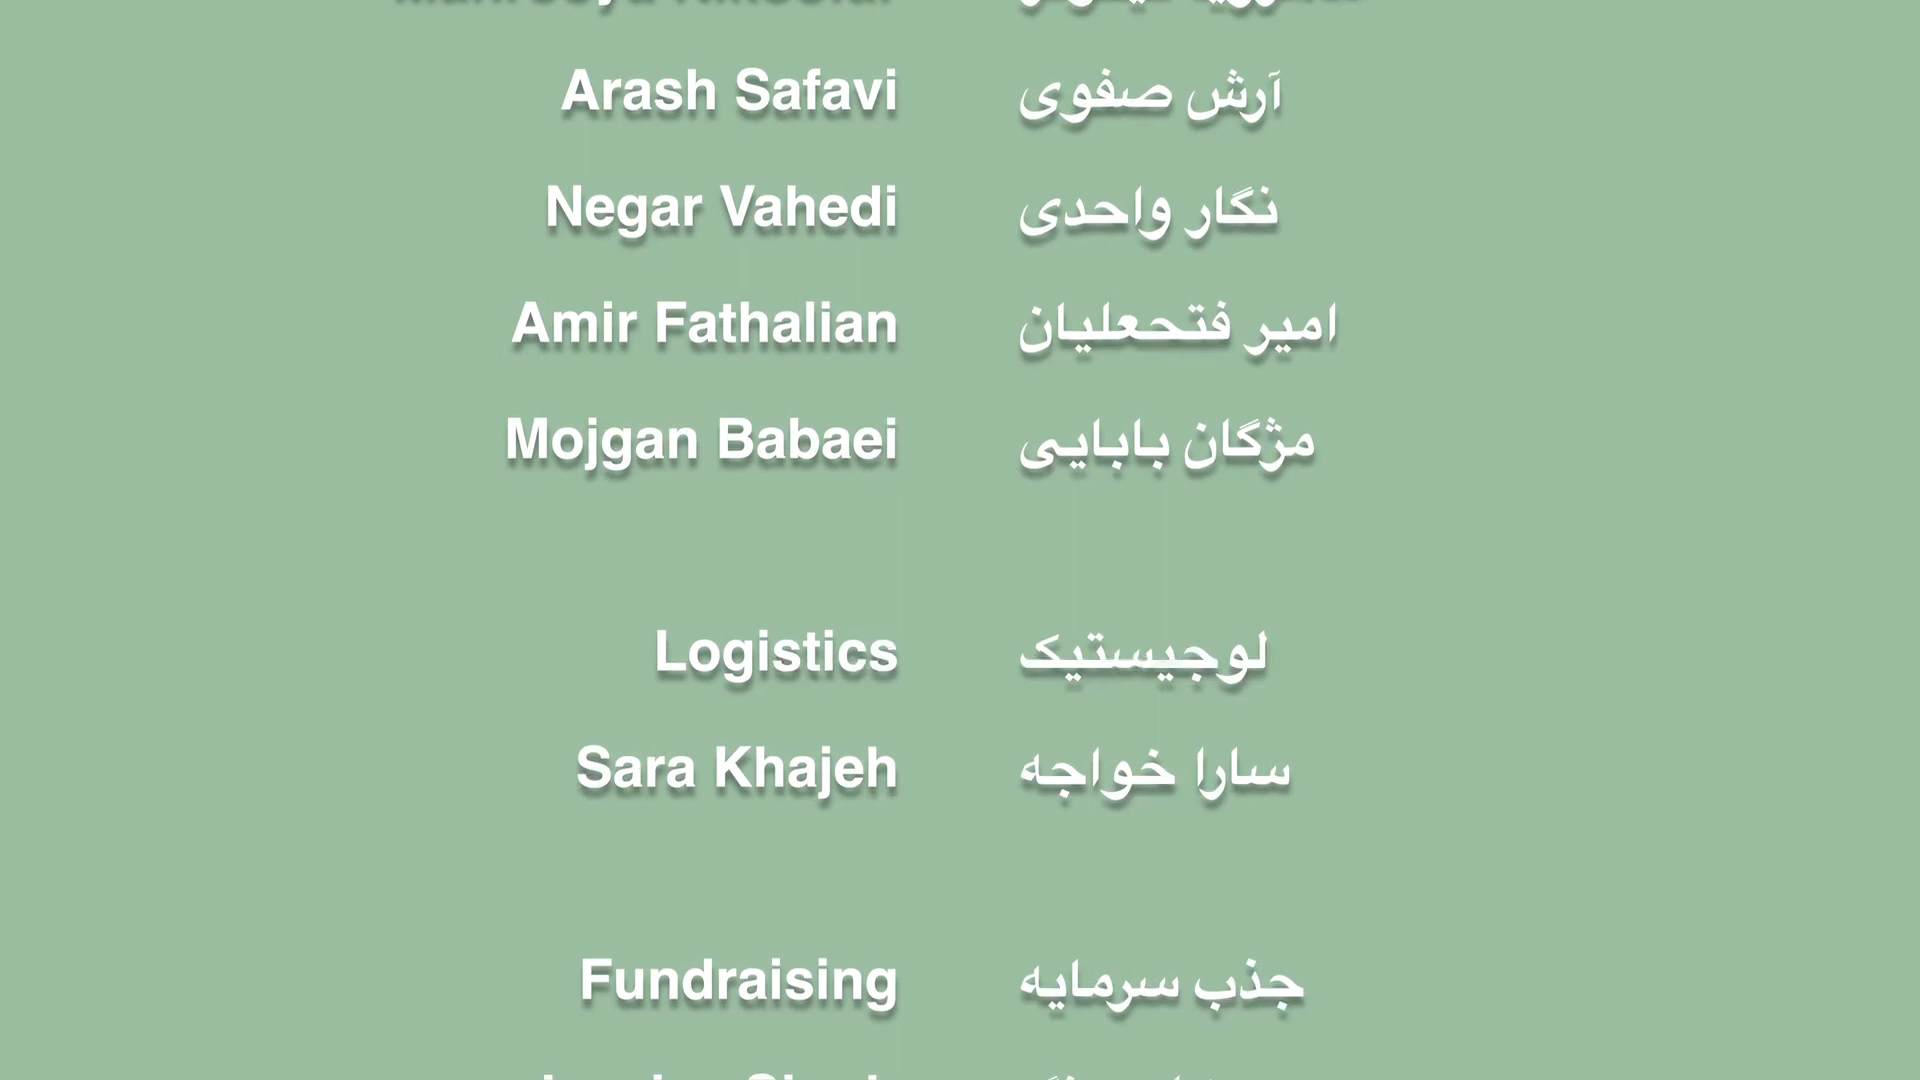 Arash Safavi آرش صفوی
Negar Vahedi نگار واحدی
Amir Fathalian امیر فتحعلیان
Mojgan Babaei مژگان بابایی
Logistics لوجیستیک
Sara Khajeh سارا خواجه
Fundraising جذب سرمایه